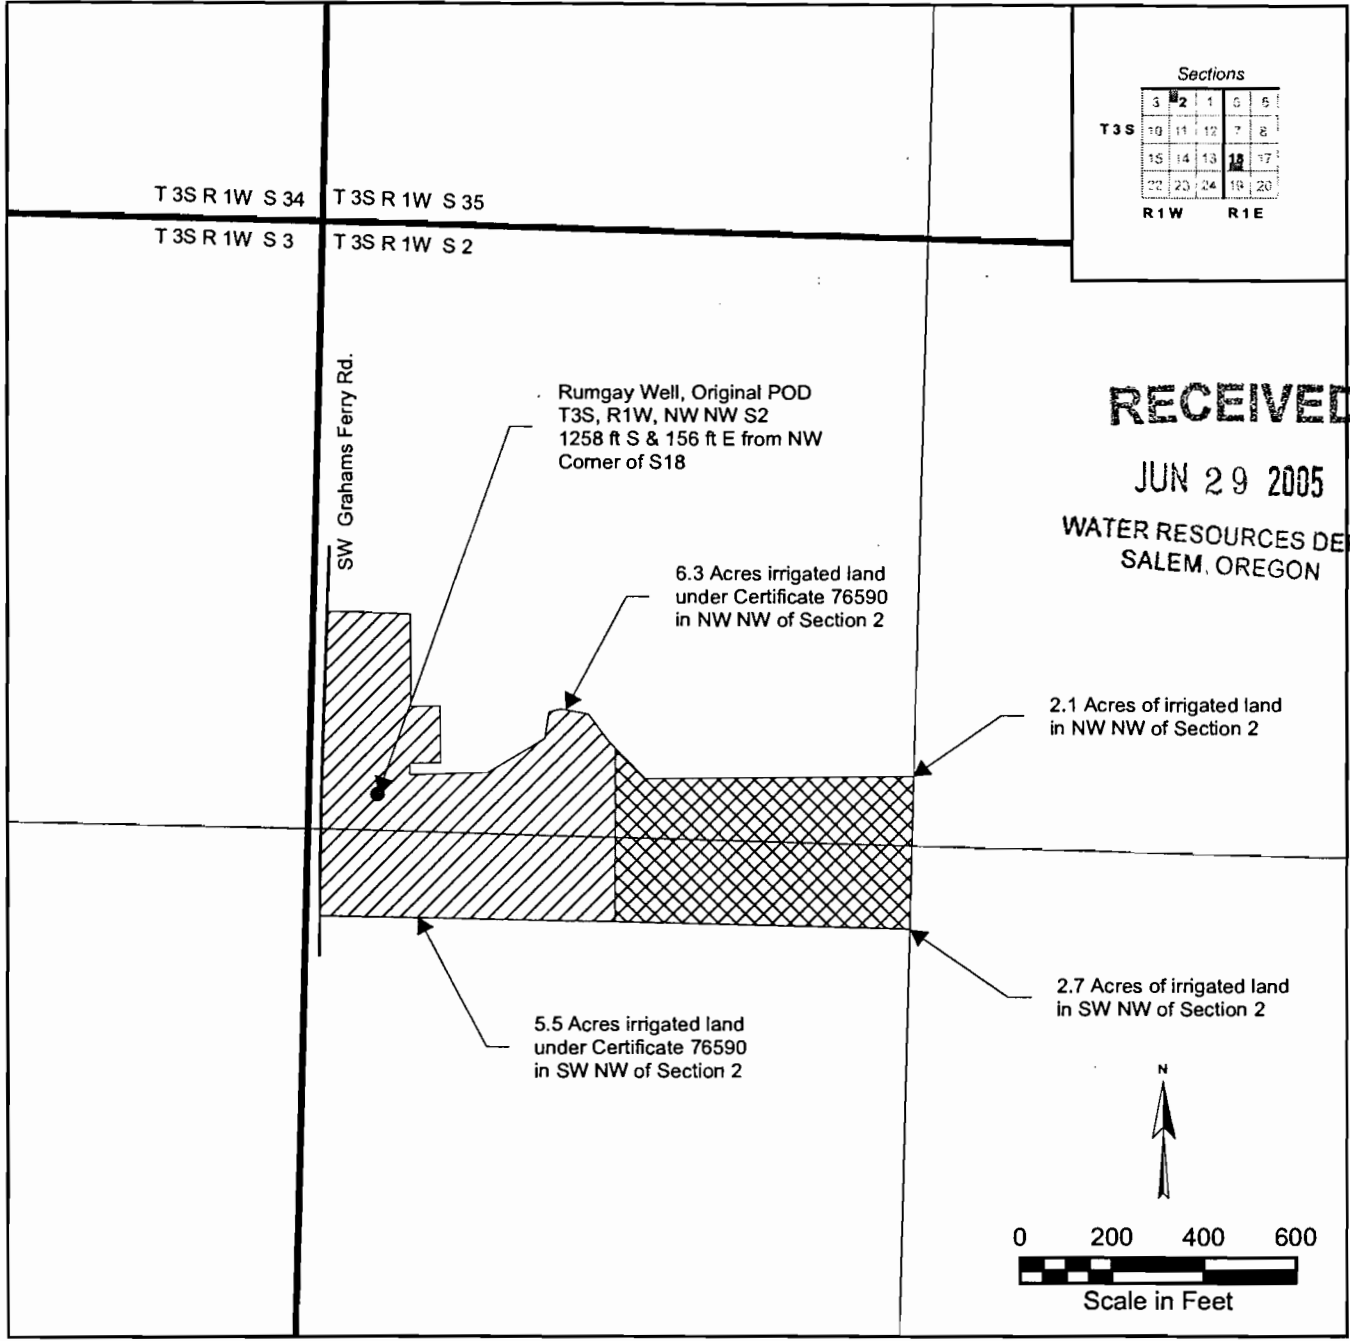 Sections
3 2 1 6 5
T3S 10 11 12 7 8
15 14 13 18 17
22 23 24 19 20
R1W R1E
T 3S R 1W S 34 T 3S R 1W S 35
T 3S R 1W S 3 T 3S R 1W S 2
SW Grahams Ferry Rd.
Rumgay Well, Original POD
T3S, R1W, NW NW S2
1258 ft S & 156 ft E from NW
Corner of S18
RECEIVED
JUN 29 2005
WATER RESOURCES DE
SALEM, OREGON
6.3 Acres irrigated land
under Certificate 76590
in NW NW of Section 2
2.1 Acres of irrigated land
in NW NW of Section 2
2.7 Acres of irrigated land
in SW NW of Section 2
5.5 Acres irrigated land
under Certificate 76590
in SW NW of Section 2
N
0 200 400 600
Scale in Feet